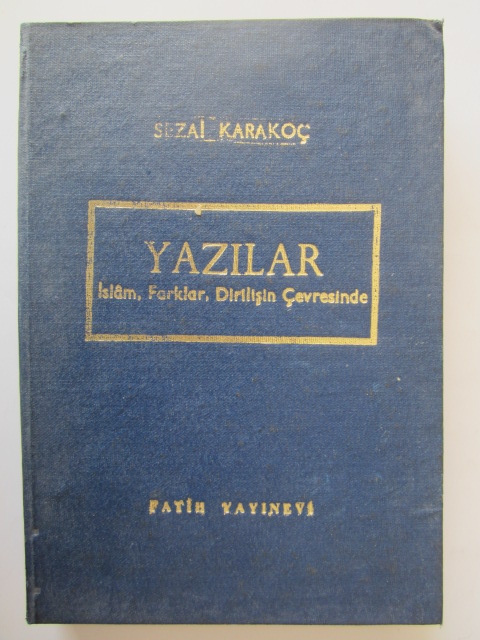 SEZAİ KARAKOÇ
YAZILAR
İslâm, Farklar, Dirilişin Çevresinde
FATİH YAYINEVİ